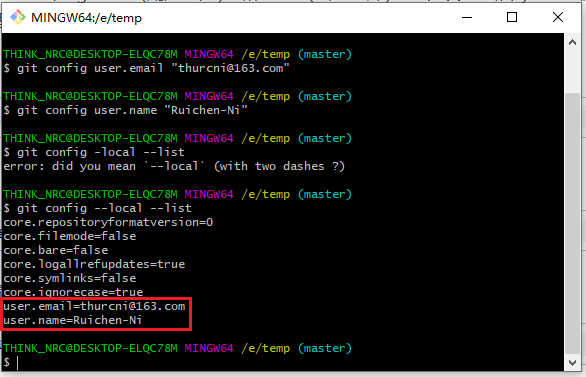 MINGW64:/e/temp
THINK_NRC@DESKTOP-ELQC78M MINGW64 /e/temp (master)
$ git config user.email "thurcni@163.com"
THINK_NRC@DESKTOP-ELQC78M MINGW64 /e/temp (master)
$ git config user.name "Ruichen-Ni"
THINK_NRC@DESKTOP-ELQC78M MINGW64 /e/temp (master)
$ git config -local --list
error: did you mean `--local` (with two dashes ?)
THINK_NRC@DESKTOP-ELQC78M MINGW64 /e/temp (master)
$ git config --local --list
core.repositoryformatversion=0
core.filemode=false
core.bare=false
core.logallrefupdates=true
core.symlinks=false
core.ignorecase=true
user.email=thurcni@163.com
user.name=Ruichen-Ni
THINK_NRC@DESKTOP-ELQC78M MINGW64 /e/temp (master)
$